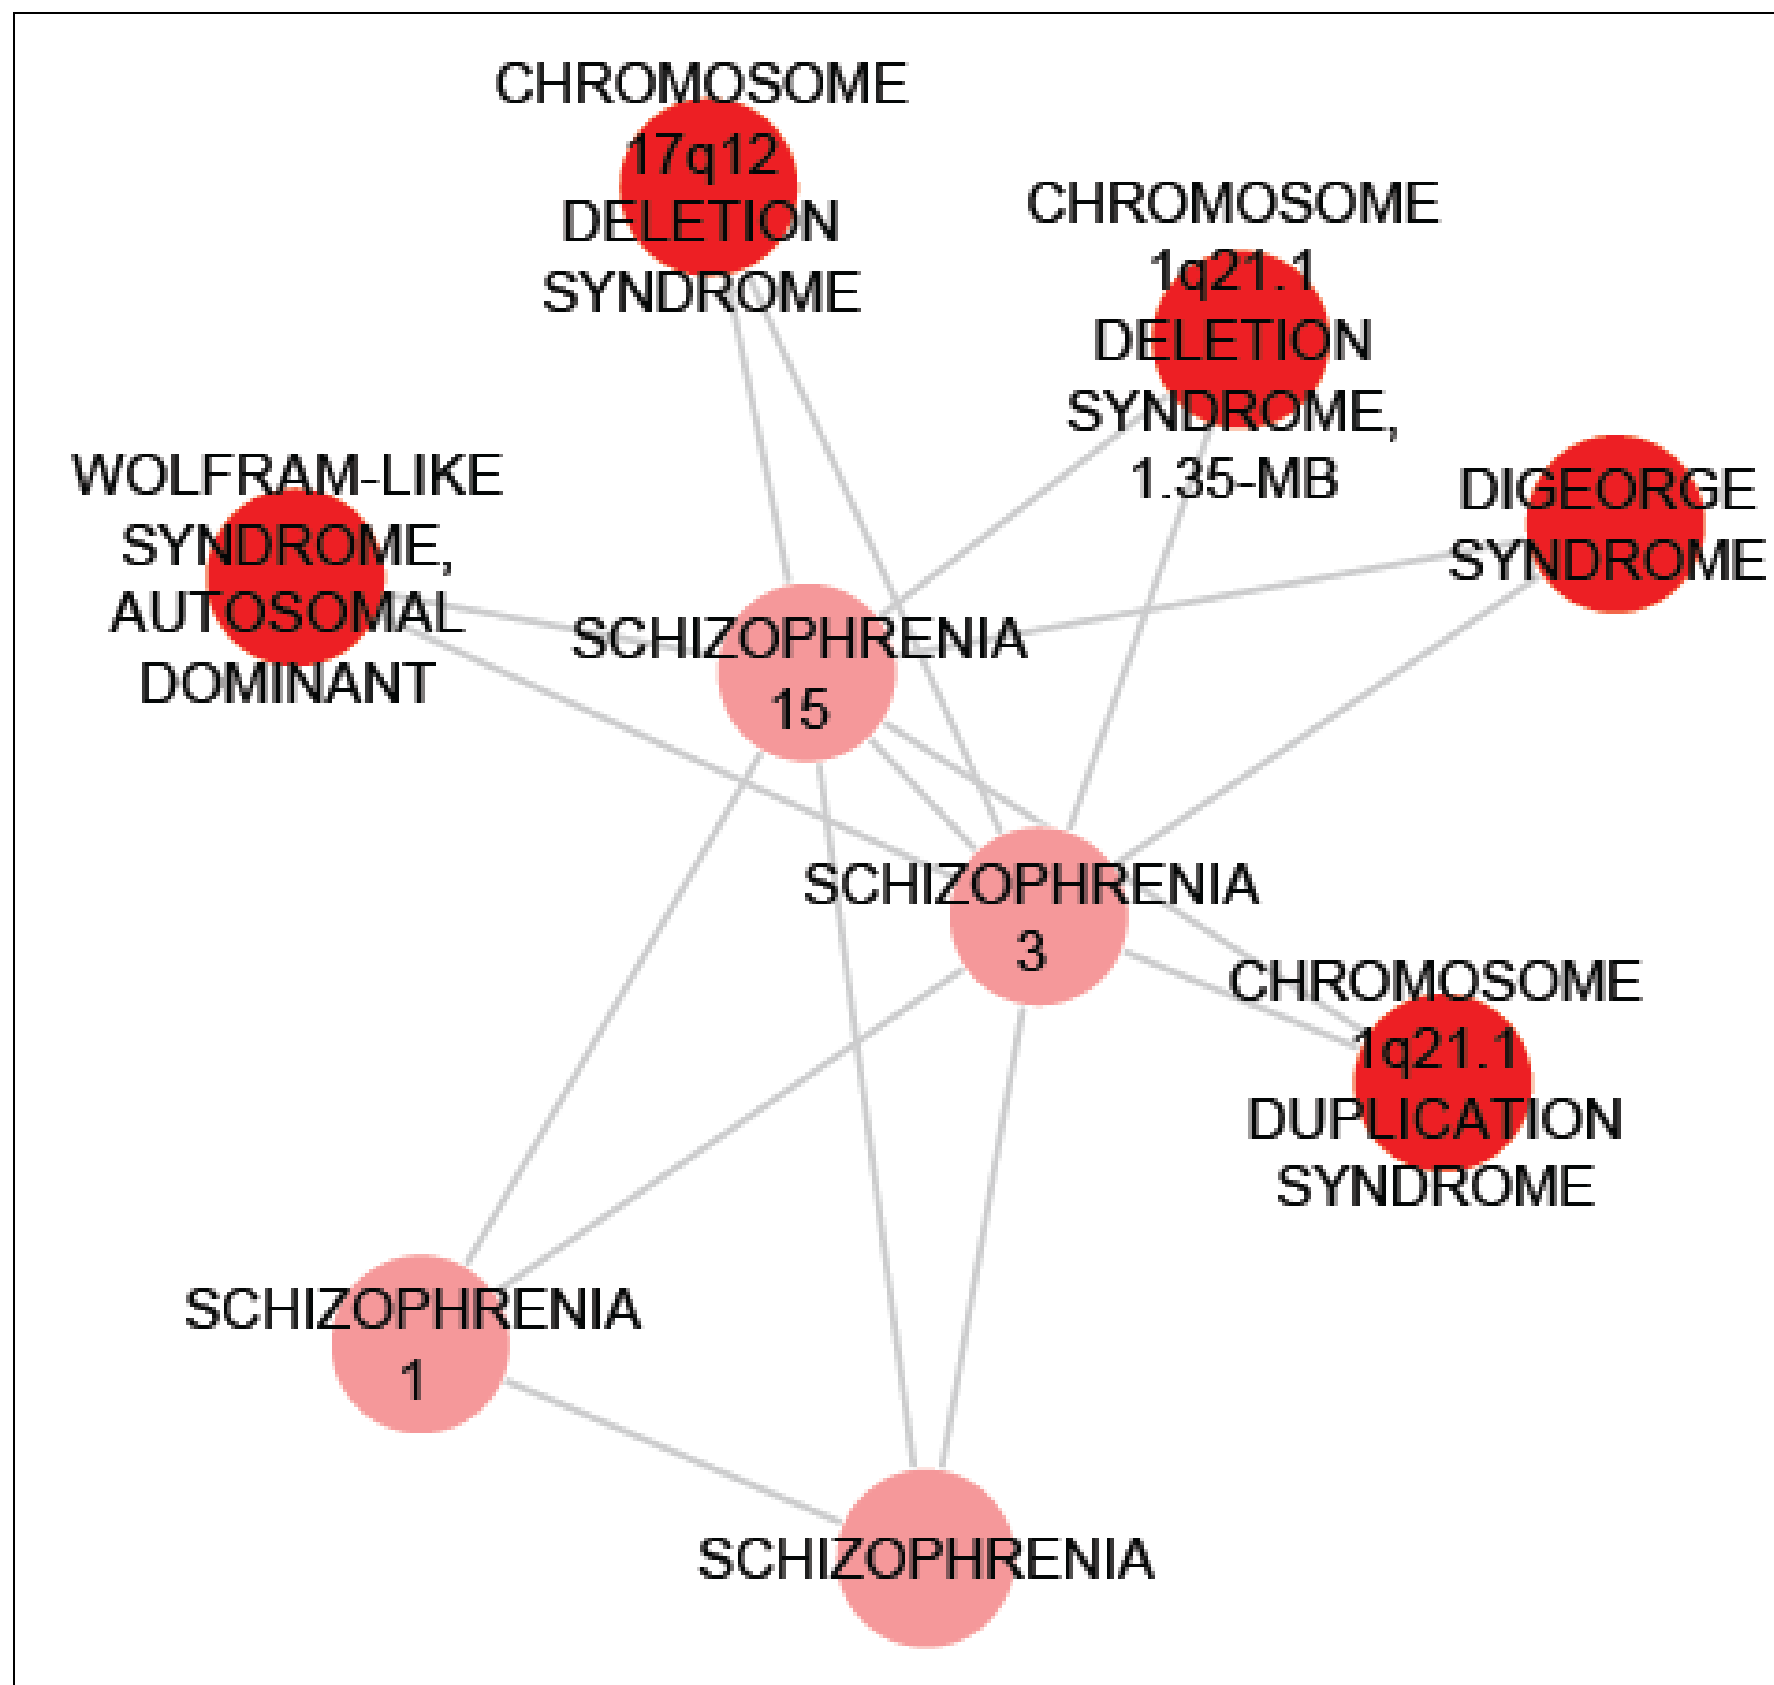 CHROMOSOME
17q12
DELETION
SYNDROME
CHROMOSOME
1q21.1
DELETION
SYNDROME,
1.35-MB
DIGEORGE
SYNDROME
WOLFRAM-LIKE
SYNDROME,
AUTOSOMAL
DOMINANT
SCHIZOPHRENIA
15
SCHIZOPHRENIA
3
CHROMOSOME
1q21.1
DUPLICATION
SYNDROME
SCHIZOPHRENIA
1
SCHIZOPHRENIA